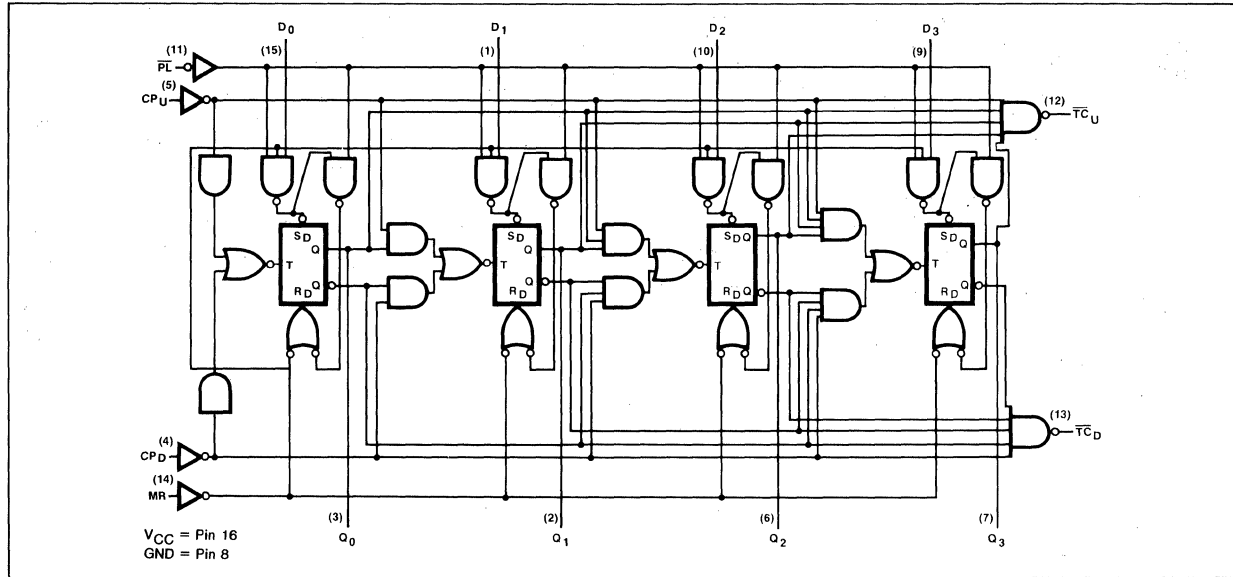 D0 D1 D2 D3
(11) (15) (1) (10) (9)
PL
(5)
CPU
(12)
TCU
SD Q SD Q SD Q SD Q
T T T T
RD Q RD Q RD Q RD Q
(4)
CPD
(13)
TCD
(14)
MR
(3) (2) (6) (7)
Q0 Q1 Q2 Q3
VCC = Pin 16
GND = Pin 8